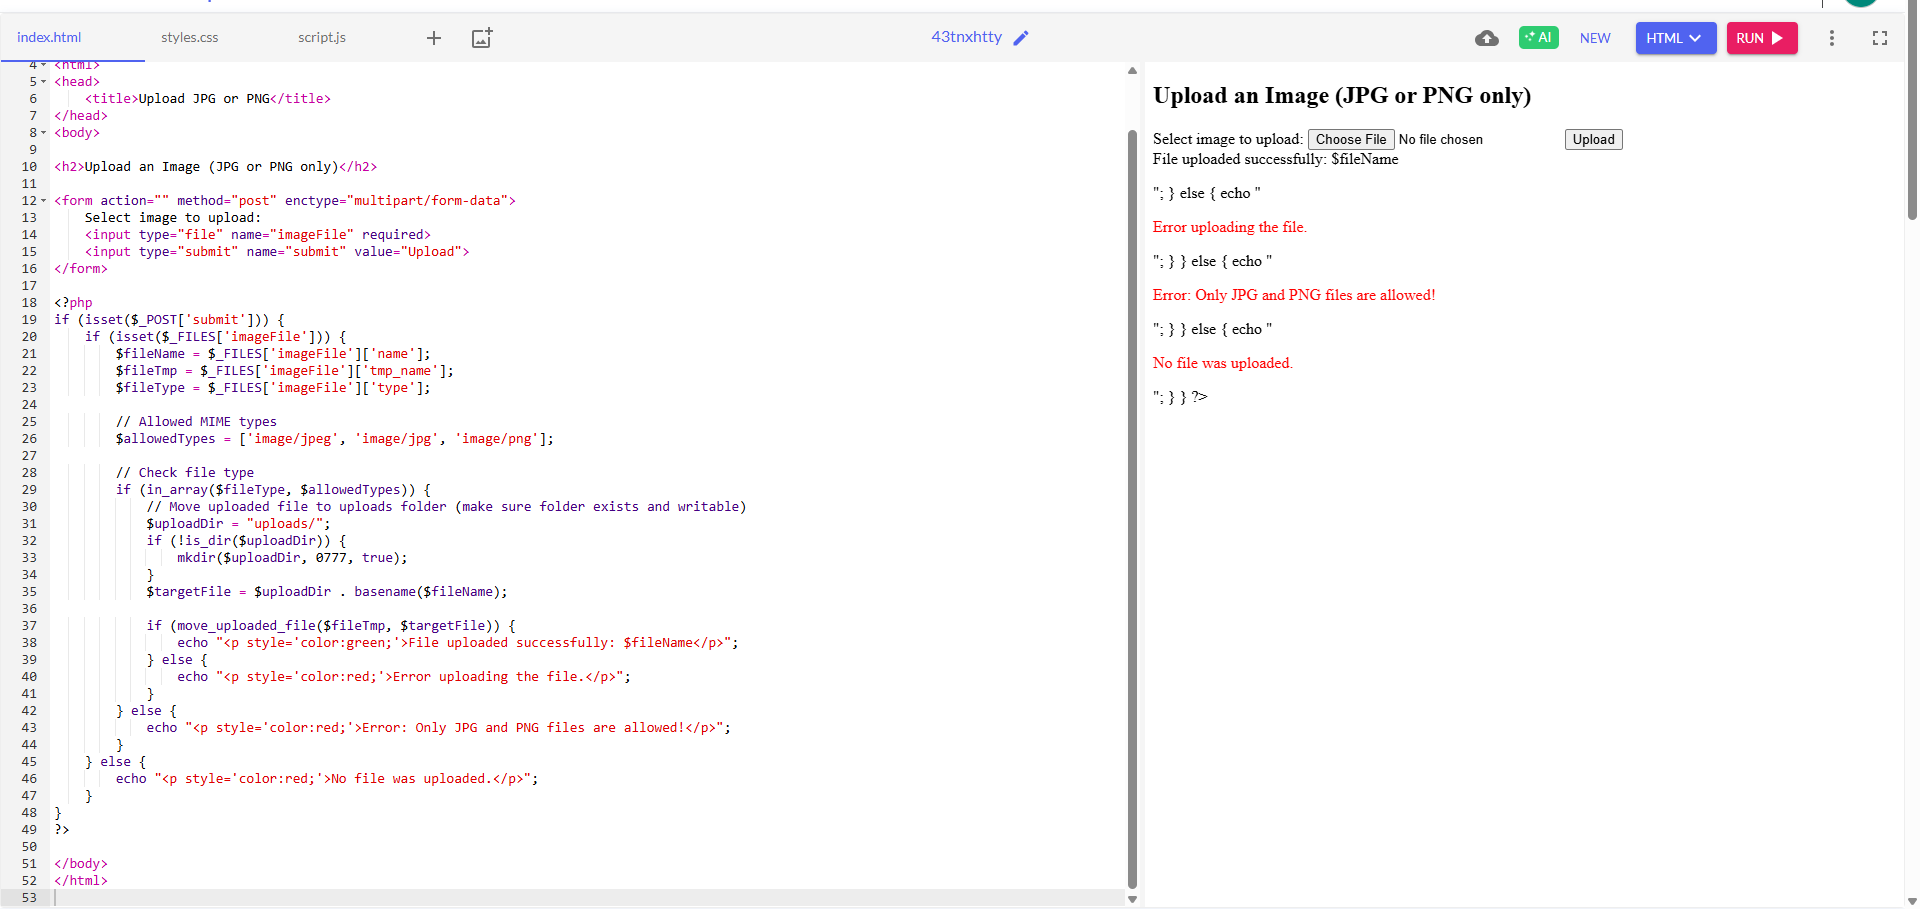 index.html styles.css script.js 43tnxhtty AI NEW HTML RUN
4 <html>
5 <head>
6 <title>Upload JPG or PNG</title>
7 </head>
8 <body>
9
10 <h2>Upload an Image (JPG or PNG only)</h2>
11
12 <form action="" method="post" enctype="multipart/form-data">
13 Select image to upload:
14 <input type="file" name="imageFile" required>
15 <input type="submit" name="submit" value="Upload">
16 </form>
17
18 <?php
19 if (isset($_POST['submit'])) {
20 if (isset($_FILES['imageFile'])) {
21 $fileName = $_FILES['imageFile']['name'];
22 $fileTmp = $_FILES['imageFile']['tmp_name'];
23 $fileType = $_FILES['imageFile']['type'];
24
25 // Allowed MIME types
26 $allowedTypes = ['image/jpeg', 'image/jpg', 'image/png'];
27
28 // Check file type
29 if (in_array($fileType, $allowedTypes)) {
30 // Move uploaded file to uploads folder (make sure folder exists and writable)
31 $uploadDir = "uploads/";
32 if (!is_dir($uploadDir)) {
33 mkdir($uploadDir, 0777, true);
34 }
35 $targetFile = $uploadDir . basename($fileName);
36
37 if (move_uploaded_file($fileTmp, $targetFile)) {
38 echo "<p style='color:green;'>File uploaded successfully: $fileName</p>";
39 } else {
40 echo "<p style='color:red;'>Error uploading the file.</p>";
41 }
42 } else {
43 echo "<p style='color:red;'>Error: Only JPG and PNG files are allowed!</p>";
44 }
45 } else {
46 echo "<p style='color:red;'>No file was uploaded.</p>";
47 }
48 }
49 ?>
50
51 </body>
52 </html>
53
Upload an Image (JPG or PNG only)
Select image to upload: Choose File No file chosen Upload
File uploaded successfully: $fileName
"; } else { echo "
Error uploading the file.
"; } } else { echo "
Error: Only JPG and PNG files are allowed!
"; } } else { echo "
No file was uploaded.
"; } } ?>